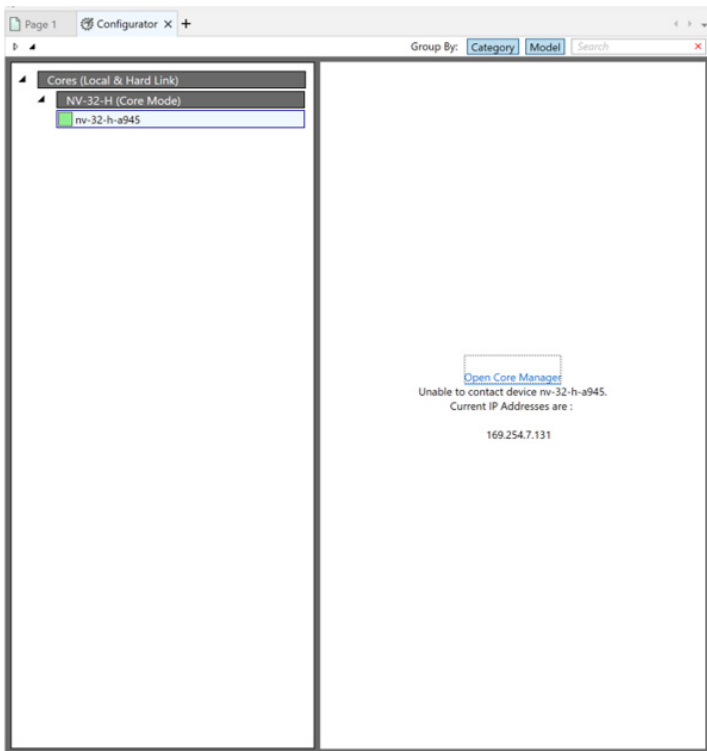 Page 1
Configurator
Group By: Category Model Search
Cores (Local & Hard Link)
NV-32-H (Core Mode)
nv-32-h-a945
Open Core Manager
Unable to contact device nv-32-h-a945.
Current IP Addresses are :
169.254.7.131